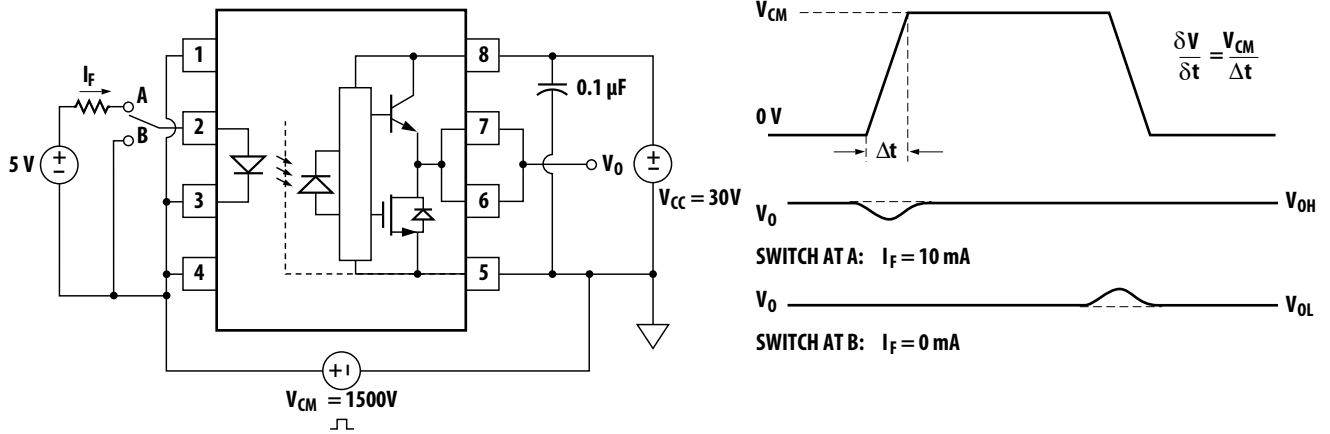 1
8
I_F
A
2
B
7
0.1 µF
5 V
3
6
V_O
V_CC = 30V
4
5
V_CM = 1500V
V_CM
δV/δt = V_CM/Δt
0 V
Δt
V_O
V_OH
SWITCH AT A: I_F = 10 mA
V_O
V_OL
SWITCH AT B: I_F = 0 mA